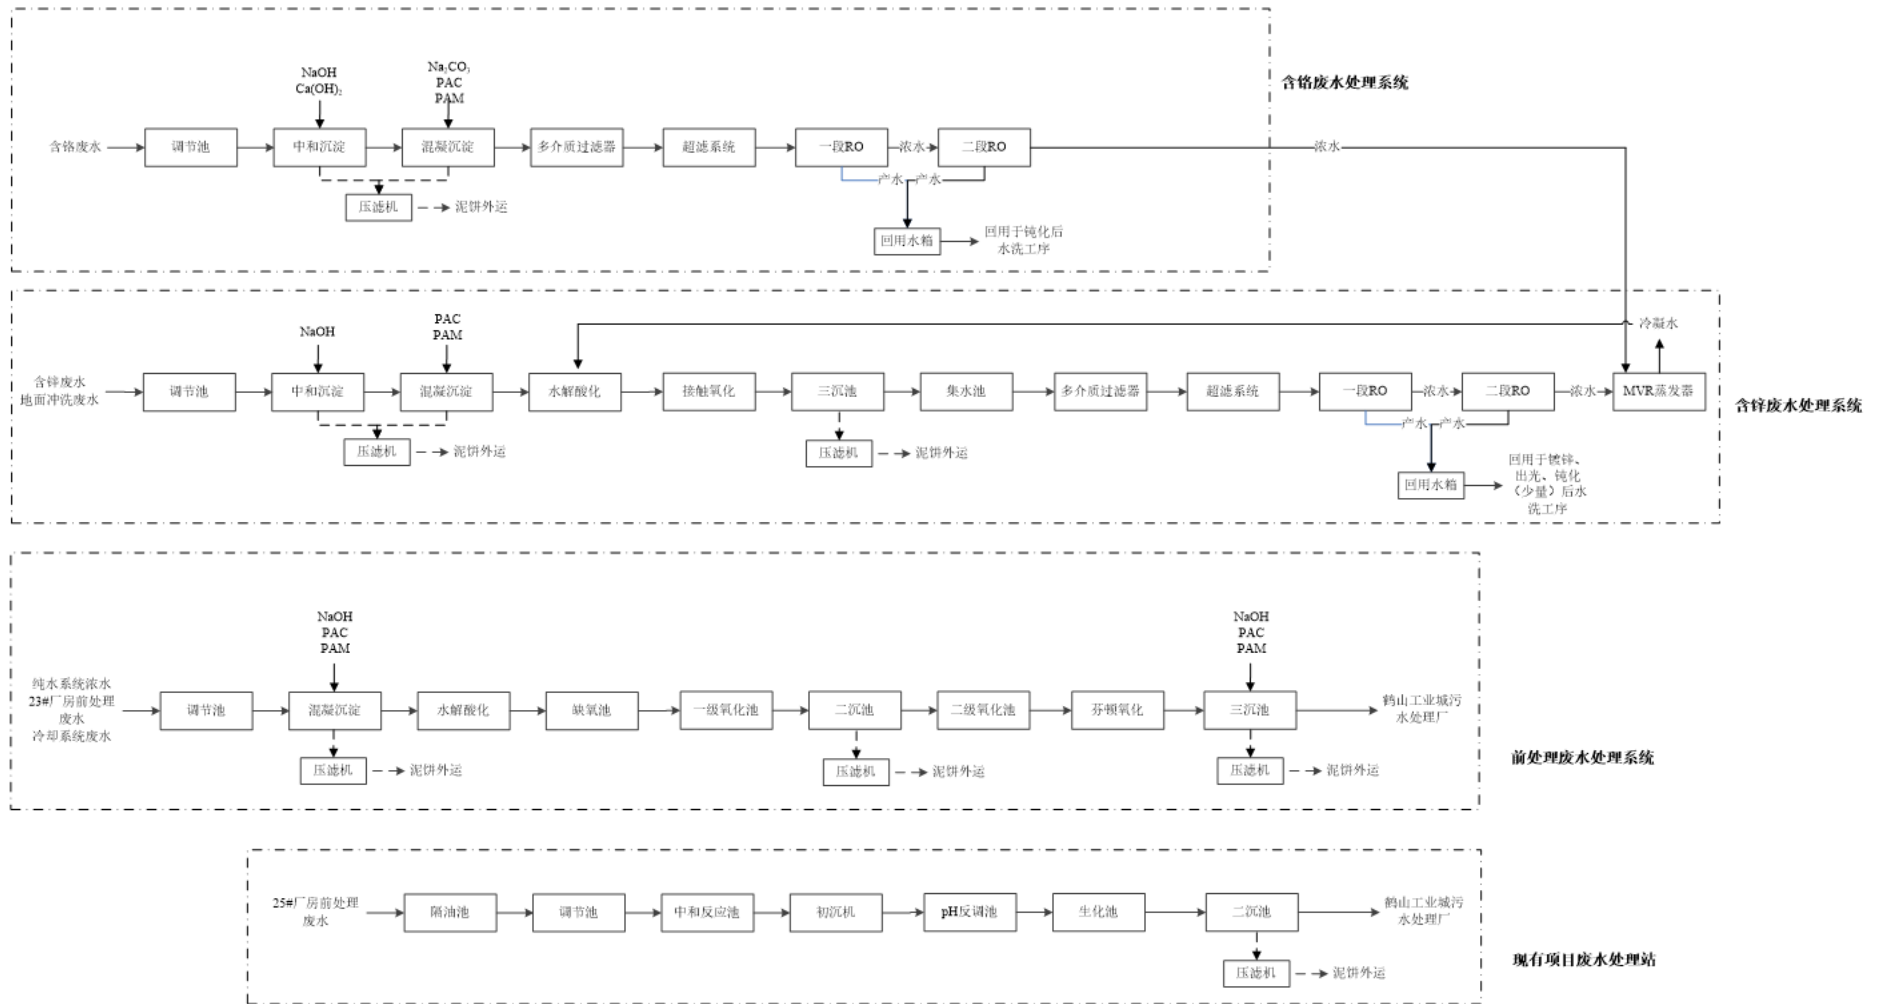 NaOH
Ca(OH)₂
Na₂CO₃
PAC
PAM
含铬废水处理系统
含铬废水
调节池
中和沉淀
混凝沉淀
多介质过滤器
超滤系统
一段RO
浓水
二段RO
浓水
产水
产水
压滤机
泥饼外运
回用水箱
回用于钝化后
水洗工序
NaOH
PAC
PAM
冷凝水
含锌废水
地面冲洗废水
调节池
中和沉淀
混凝沉淀
水解酸化
接触氧化
三沉池
集水池
多介质过滤器
超滤系统
一段RO
浓水
二段RO
浓水
MVR蒸发器
含锌废水处理系统
产水
产水
压滤机
泥饼外运
压滤机
泥饼外运
回用水箱
回用于镀锌、
出光、钝化
（少量）后水
洗工序
NaOH
PAC
PAM
NaOH
PAC
PAM
纯水系统浓水
23#厂房前处理
废水
冷却系统废水
调节池
混凝沉淀
水解酸化
缺氧池
一级氧化池
二沉池
二级氧化池
芬顿氧化
三沉池
鹤山工业城污
水处理厂
压滤机
泥饼外运
压滤机
泥饼外运
压滤机
泥饼外运
前处理废水处理系统
25#厂房前处理
废水
隔油池
调节池
中和反应池
初沉机
pH反调池
生化池
二沉池
鹤山工业城污
水处理厂
压滤机
泥饼外运
现有项目废水处理站